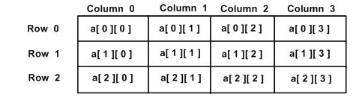 Column 0 Column 1 Column 2 Column 3
Row 0 a[ 0 ][ 0 ] a[ 0 ][ 1 ] a[ 0 ][ 2 ] a[ 0 ][ 3 ]
Row 1 a[ 1 ][ 0 ] a[ 1 ][ 1 ] a[ 1 ][ 2 ] a[ 1 ][ 3 ]
Row 2 a[ 2 ][ 0 ] a[ 2 ][ 1 ] a[ 2 ][ 2 ] a[ 2 ][ 3 ]